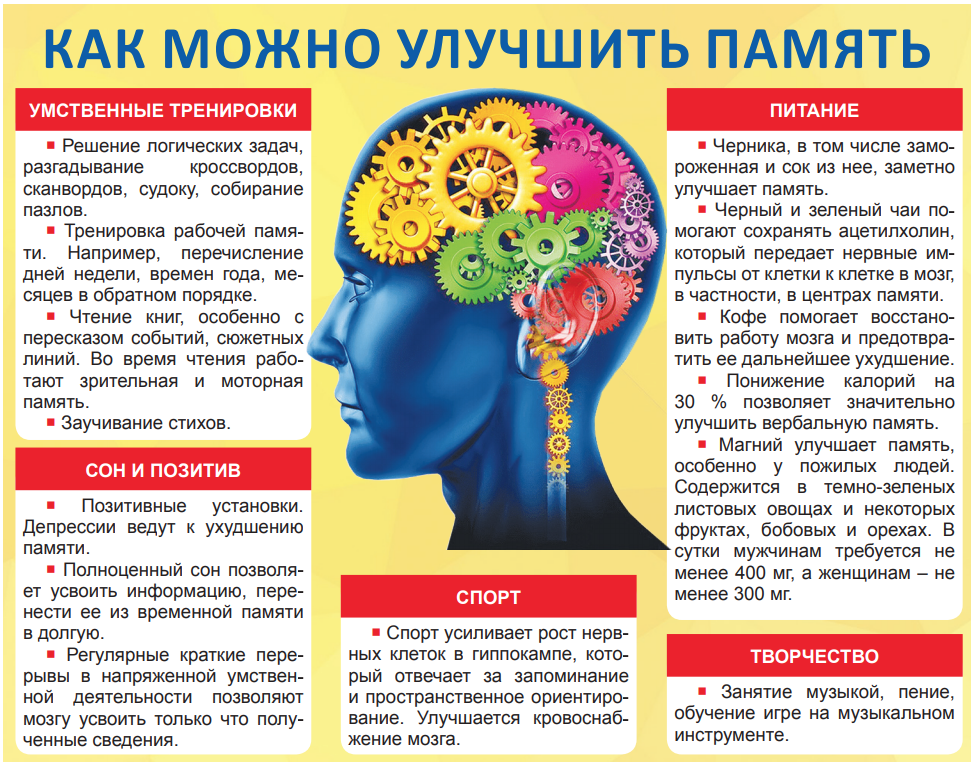 КАК МОЖНО УЛУЧШИТЬ ПАМЯТЬ
УМСТВЕННЫЕ ТРЕНИРОВКИ
▪ Решение логических задач,
разгадывание кроссвордов,
сканвордов, судоку, собирание
пазлов.
▪ Тренировка рабочей памя-
ти. Например, перечисление
дней недели, времен года, ме-
сяцев в обратном порядке.
▪ Чтение книг, особенно с
пересказом событий, сюжетных
линий. Во время чтения рабо-
тают зрительная и моторная
память.
▪ Заучивание стихов.
СОН И ПОЗИТИВ
▪ Позитивные установки.
Депрессии ведут к ухудшению
памяти.
▪ Полноценный сон позволя-
ет усвоить информацию, пере-
нести ее из временной памяти
в долгую.
▪ Регулярные краткие пере-
рывы в напряженной умствен-
ной деятельности позволяют
мозгу усвоить только что полу-
ченные сведения.
СПОРТ
▪ Спорт усиливает рост нерв-
ных клеток в гиппокампе, кото-
рый отвечает за запоминание
и пространственное ориентиро-
вание. Улучшается кровоснаб-
жение мозга.
ПИТАНИЕ
▪ Черника, в том числе замо-
роженная и сок из нее, заметно
улучшает память.
▪ Черный и зеленый чаи по-
могают сохранять ацетилхолин,
который передает нервные им-
пульсы от клетки к клетке в мозг,
в частности, в центрах памяти.
▪ Кофе помогает восстано-
вить работу мозга и предотвра-
тить ее дальнейшее ухудшение.
▪ Понижение калорий на
30 % позволяет значительно
улучшить вербальную память.
▪ Магний улучшает память,
особенно у пожилых людей.
Содержится в темно-зеленых
листовых овощах и некоторых
фруктах, бобовых и орехах. В
сутки мужчинам требуется не
менее 400 мг, а женщинам – не
менее 300 мг.
ТВОРЧЕСТВО
▪ Занятие музыкой, пение,
обучение игре на музыкальном
инструменте.